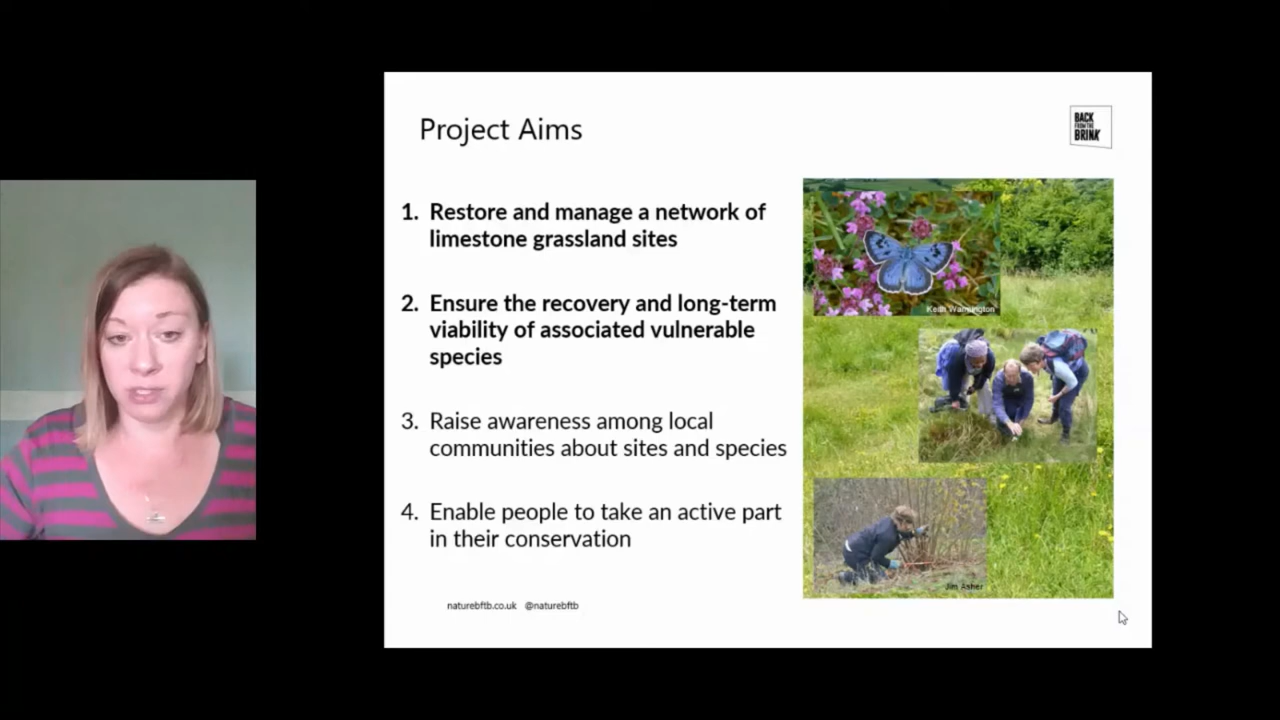 Project Aims
BACK
FROM THE
BRINK
1. Restore and manage a network of
limestone grassland sites
2. Ensure the recovery and long-term
viability of associated vulnerable
species
3. Raise awareness among local
communities about sites and species
4. Enable people to take an active part
in their conservation
Keith Warmington
Jim Asher
naturebftb.co.uk @naturebftb